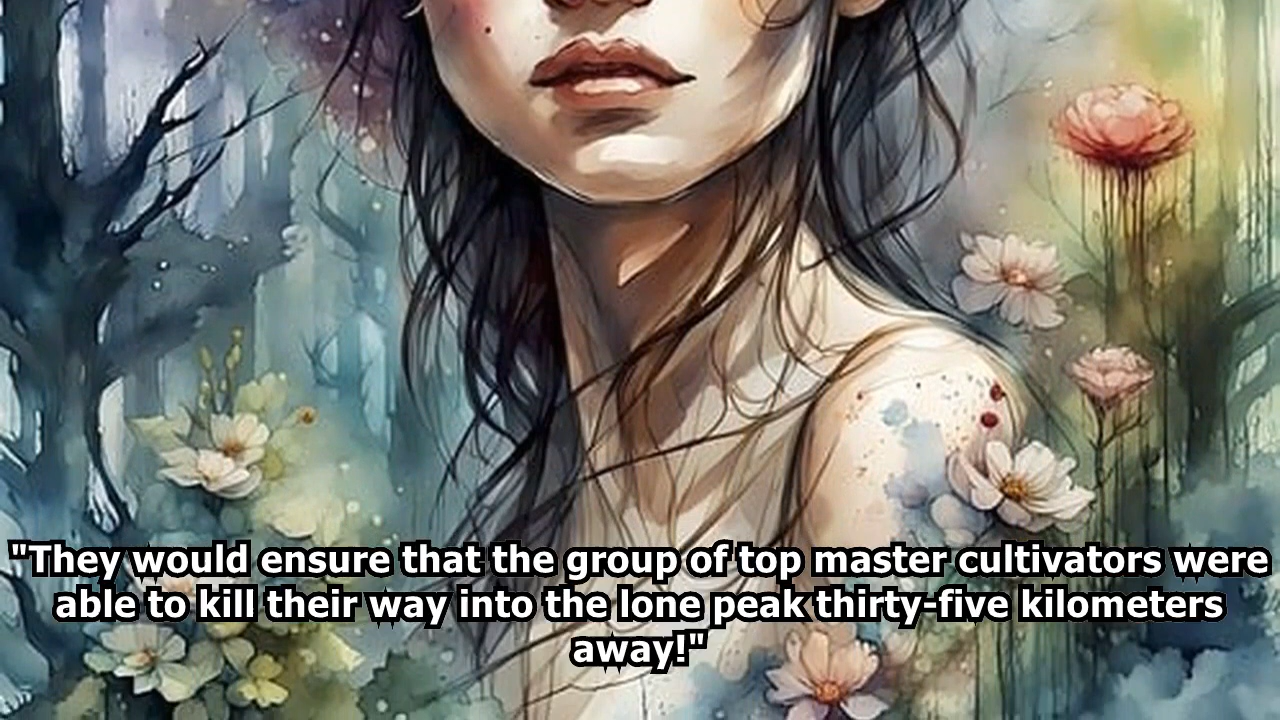 "They would ensure that the group of top master cultivators were
able to kill their way into the lone peak thirty-five kilometers
away!"